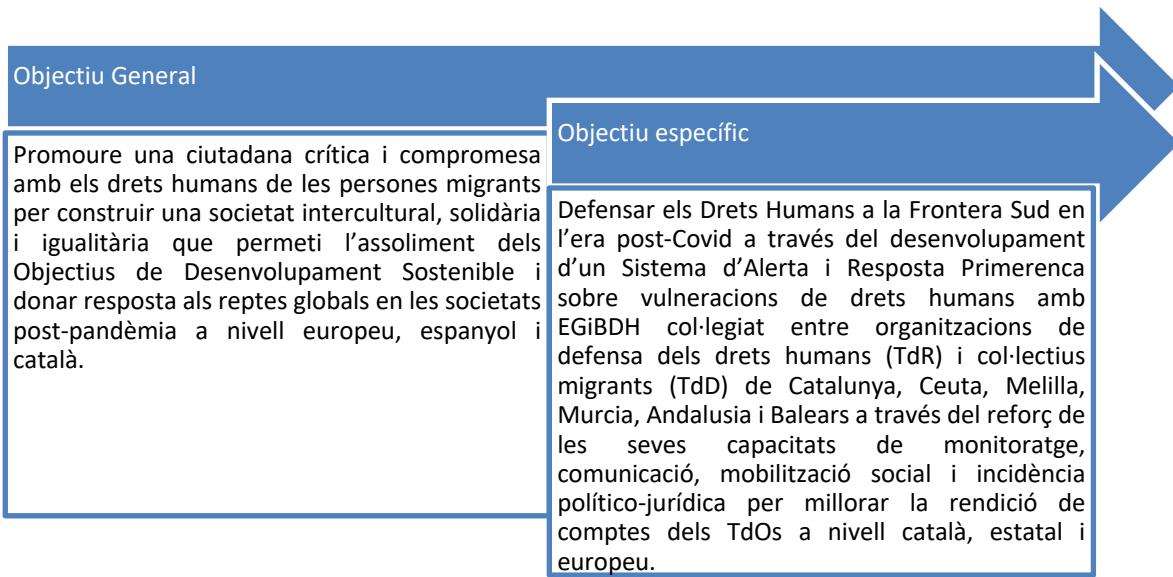 Objectiu General
Promoure una ciutadana crítica i compromesa
amb els drets humans de les persones migrants
per construir una societat intercultural, solidària
i igualitària que permeti l’assoliment dels
Objectius de Desenvolupament Sostenible i
donar resposta als reptes globals en les societats
post-pandèmia a nivell europeu, espanyol i
català.
Objectiu específic
Defensar els Drets Humans a la Frontera Sud en
l’era post-Covid a través del desenvolupament
d’un Sistema d’Alerta i Resposta Primerenca
sobre vulneracions de drets humans amb
EGiBDH col·legiat entre organitzacions de
defensa dels drets humans (TdR) i col·lectius
migrants (TdD) de Catalunya, Ceuta, Melilla,
Murcia, Andalusia i Balears a través del reforç de
les seves capacitats de monitoratge,
comunicació, mobilització social i incidència
político-jurídica per millorar la rendició de
comptes dels TdOs a nivell català, estatal i
europeu.